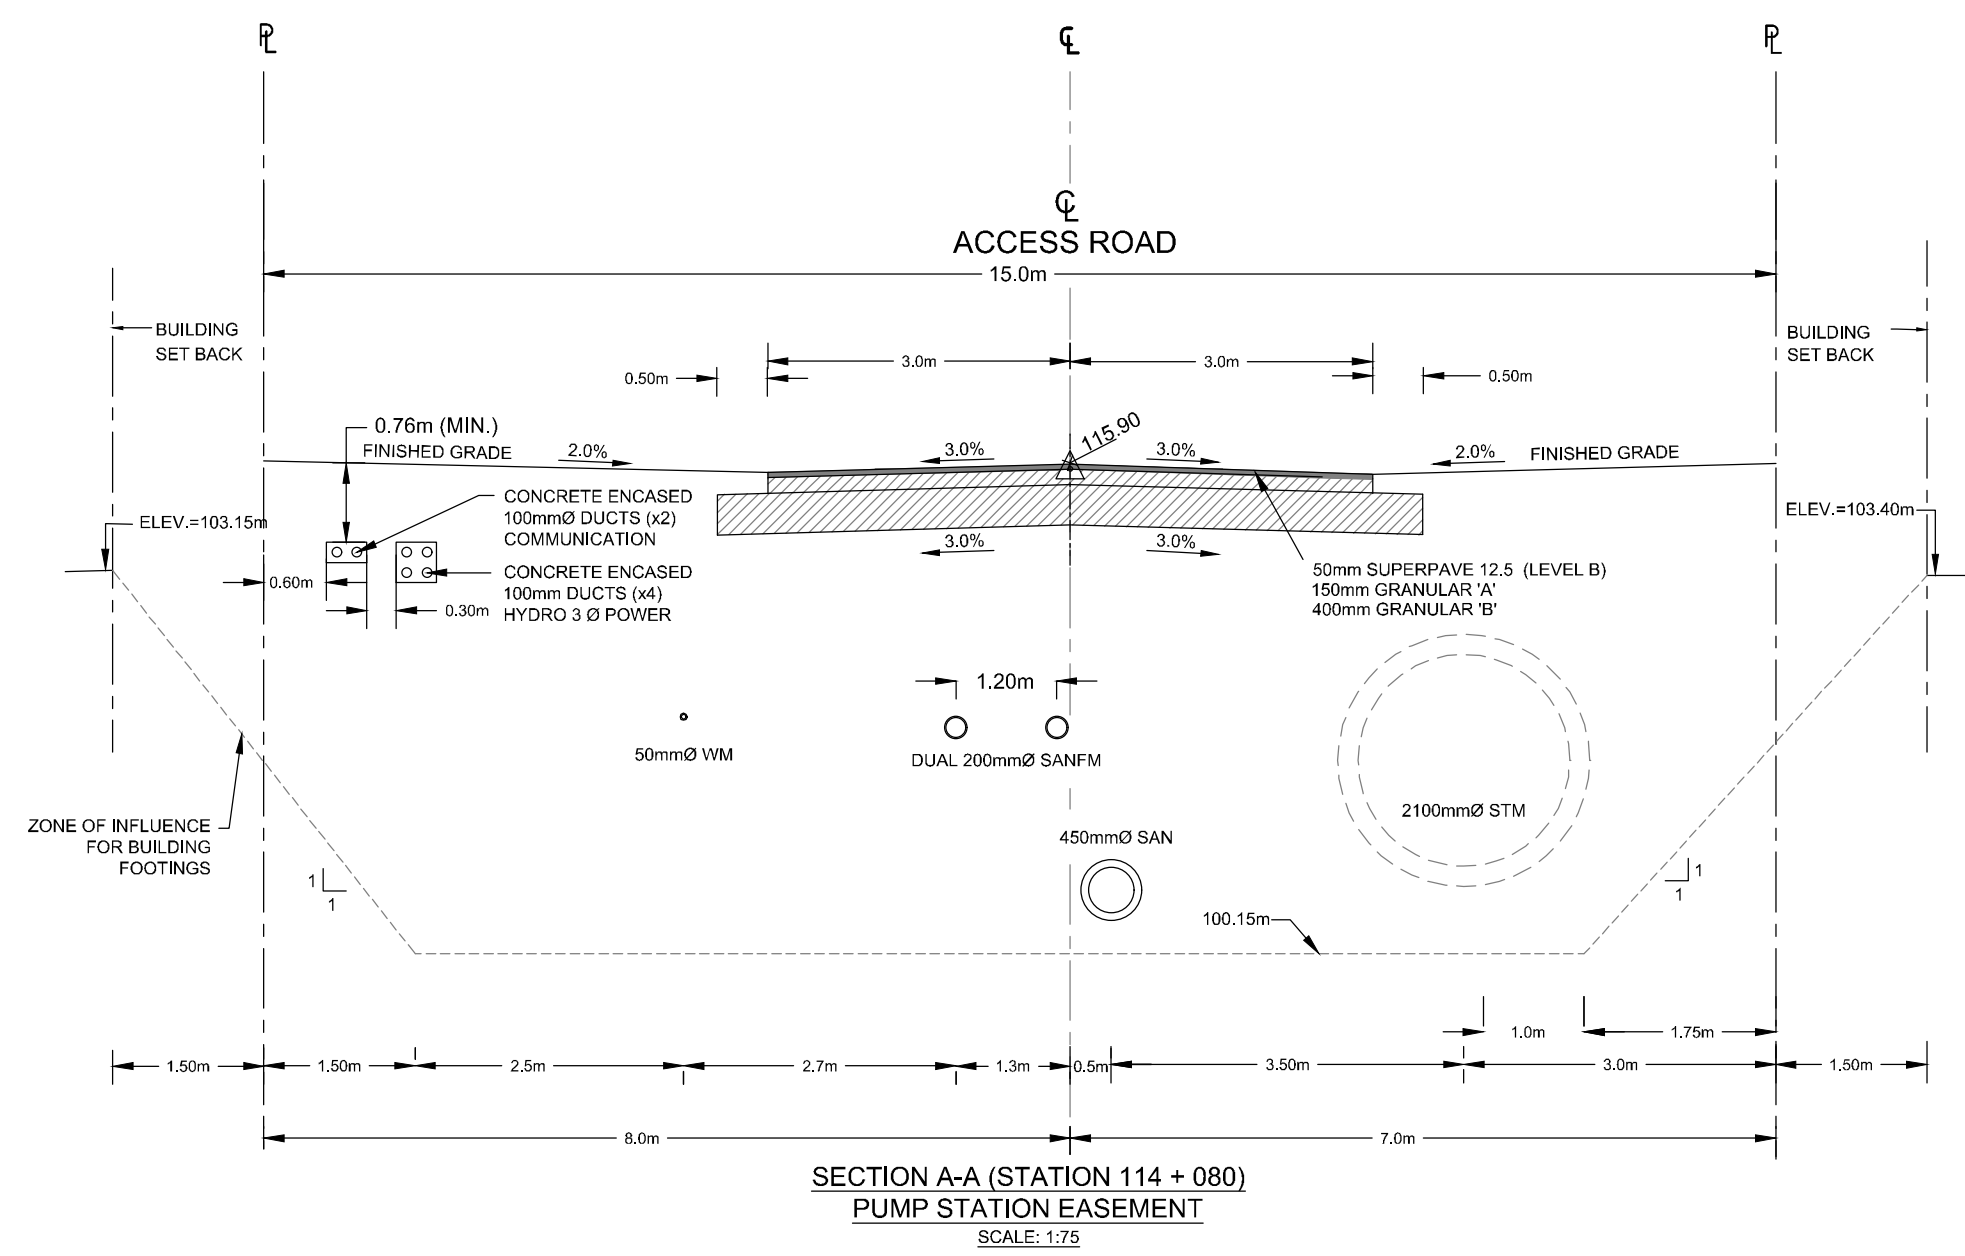 PL
CL
PL
CL
ACCESS ROAD
15.0m
BUILDING
SET BACK
BUILDING
SET BACK
3.0m
3.0m
0.50m
0.50m
0.76m (MIN.)
FINISHED GRADE
2.0%
3.0%
115.90
3.0%
2.0%
FINISHED GRADE
CONCRETE ENCASED
100mmØ DUCTS (x2)
COMMUNICATION
ELEV.=103.15m
ELEV.=103.40m
3.0%
3.0%
CONCRETE ENCASED
100mm DUCTS (x4)
HYDRO 3 Ø POWER
0.60m
0.30m
50mm SUPERPAVE 12.5 (LEVEL B)
150mm GRANULAR 'A'
400mm GRANULAR 'B'
1.20m
50mmØ WM
DUAL 200mmØ SANFM
2100mmØ STM
ZONE OF INFLUENCE
FOR BUILDING
FOOTINGS
450mmØ SAN
1
1
1
1
100.15m
1.0m
1.75m
1.50m
1.50m
2.5m
2.7m
1.3m
0.5m
3.50m
3.0m
1.50m
8.0m
7.0m
SECTION A-A (STATION 114 + 080)
PUMP STATION EASEMENT
SCALE: 1:75